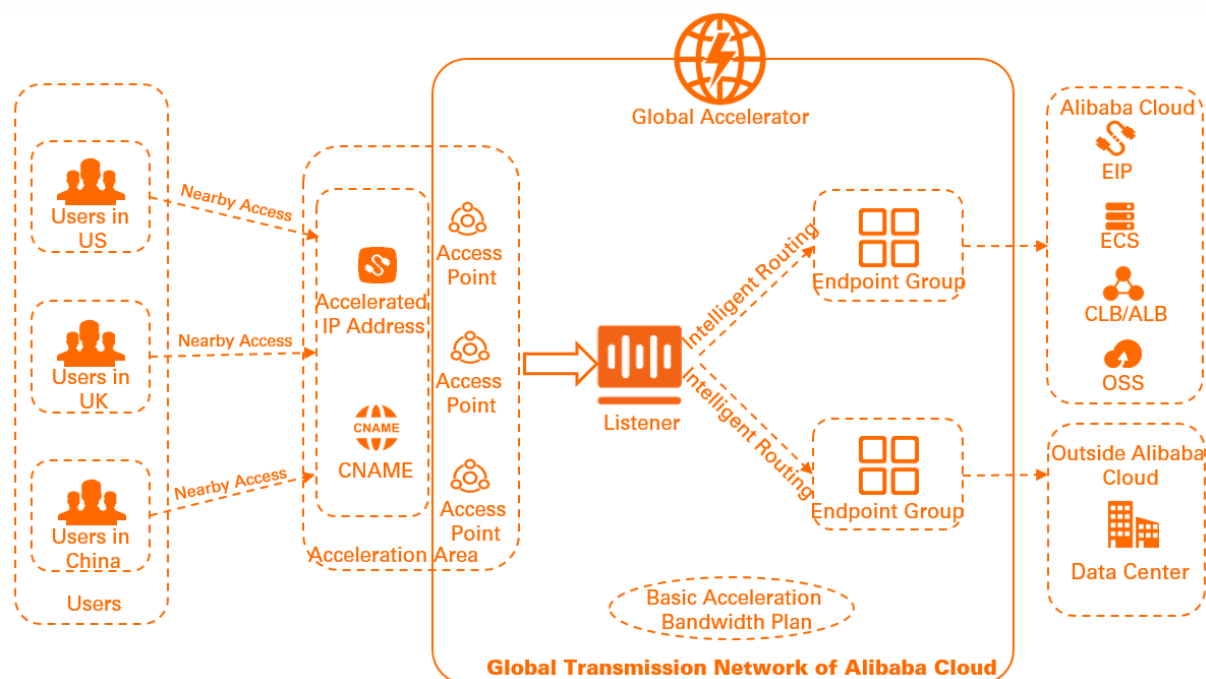 Global Accelerator
Users in
US
Users in
UK
Users in
China
Users
Nearby Access
Nearby Access
Nearby Access
Accelerated
IP Address
CNAME
CNAME
Acceleration Area
Access
Point
Access
Point
Access
Point
Listener
Intelligent Routing
Intelligent Routing
Endpoint Group
Endpoint Group
Basic Acceleration
Bandwidth Plan
Global Transmission Network of Alibaba Cloud
Alibaba Cloud
EIP
ECS
CLB/ALB
OSS
Outside Alibaba
Cloud
Data Center